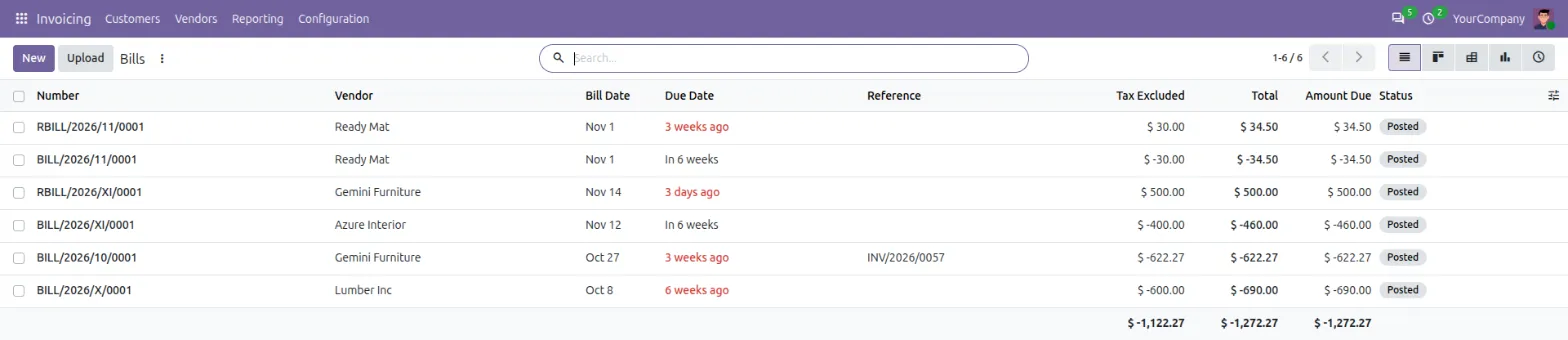 Invoicing Customers Vendors Reporting Configuration 5 2 YourCompany
New Upload Bills Search... 1-6 / 6
Number Vendor Bill Date Due Date Reference Tax Excluded Total Amount Due Status
RBILL/2026/11/0001 Ready Mat Nov 1 3 weeks ago $ 30.00 $ 34.50 $ 34.50 Posted
BILL/2026/11/0001 Ready Mat Nov 1 In 6 weeks $ -30.00 $ -34.50 $ -34.50 Posted
RBILL/2026/XI/0001 Gemini Furniture Nov 14 3 days ago $ 500.00 $ 500.00 $ 500.00 Posted
BILL/2026/XI/0001 Azure Interior Nov 12 In 6 weeks $ -400.00 $ -460.00 $ -460.00 Posted
BILL/2026/10/0001 Gemini Furniture Oct 27 3 weeks ago INV/2026/0057 $ -622.27 $ -622.27 $ -622.27 Posted
BILL/2026/X/0001 Lumber Inc Oct 8 6 weeks ago $ -600.00 $ -690.00 $ -690.00 Posted
$ -1,122.27 $ -1,272.27 $ -1,272.27